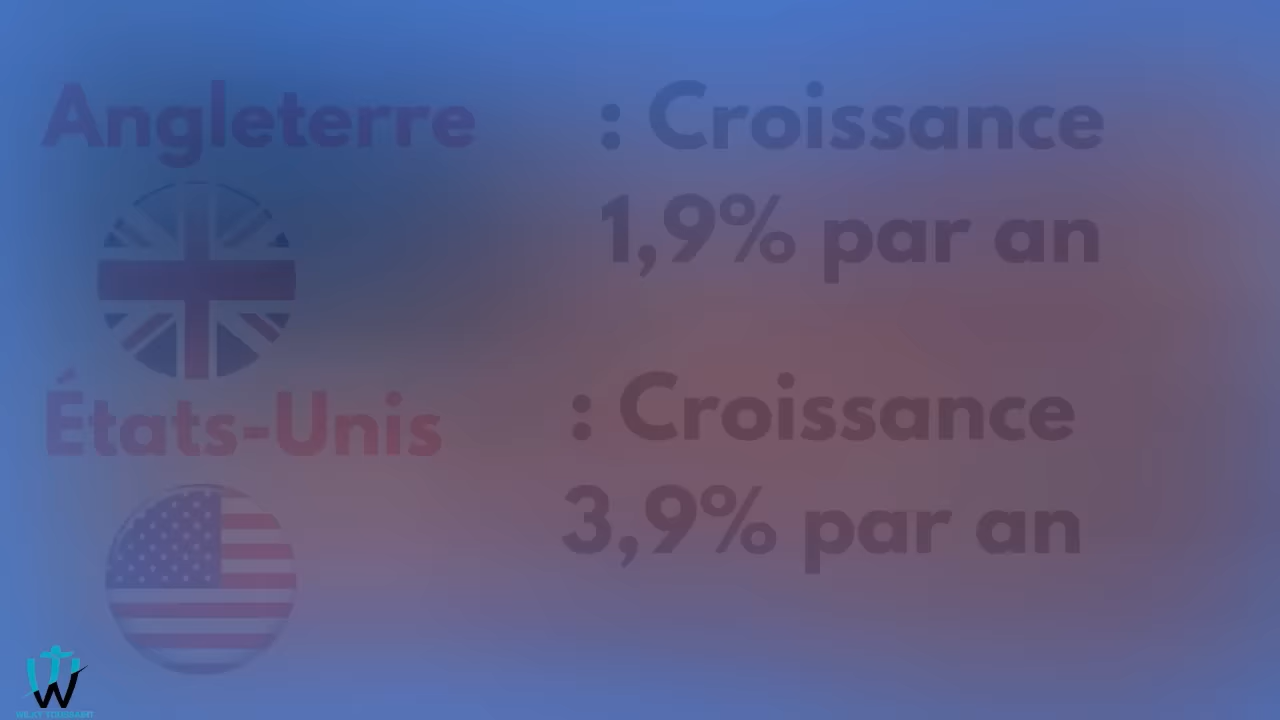 Angleterre : Croissance
1,9% par an
États-Unis : Croissance
3,9% par an